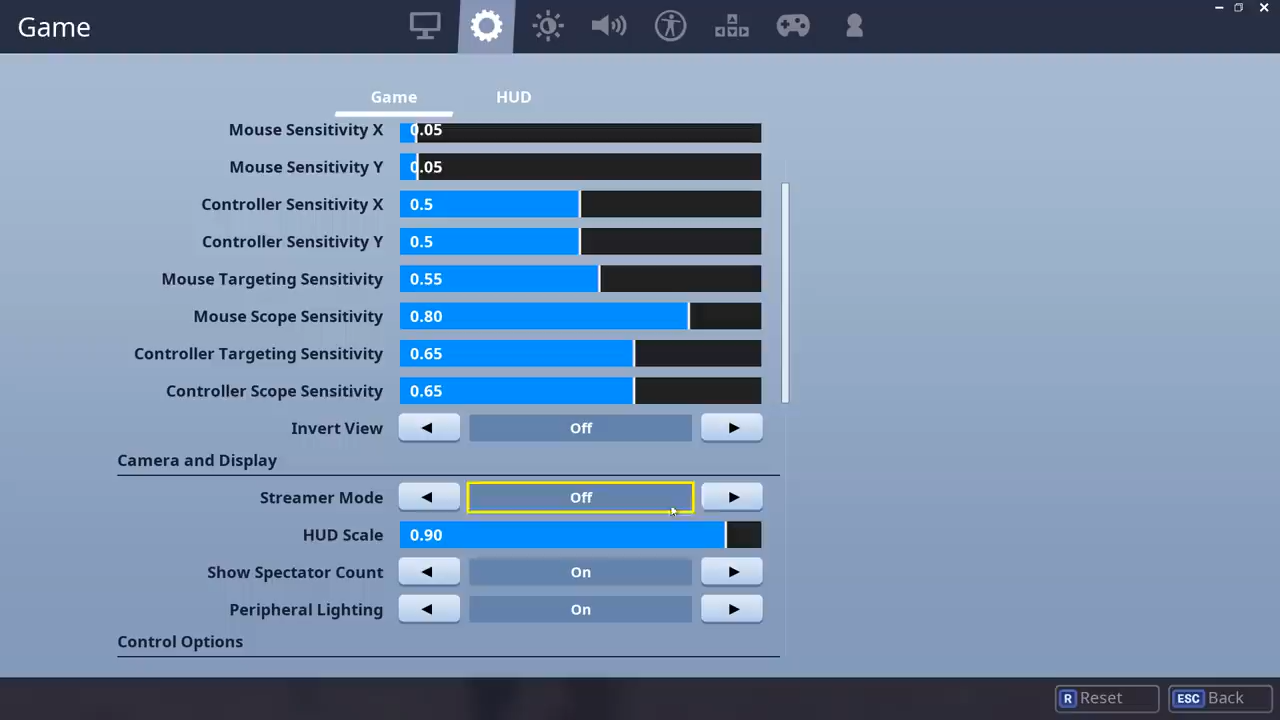 Game
Game HUD
Mouse Sensitivity X 0.05
Mouse Sensitivity Y 0.05
Controller Sensitivity X 0.5
Controller Sensitivity Y 0.5
Mouse Targeting Sensitivity 0.55
Mouse Scope Sensitivity 0.80
Controller Targeting Sensitivity 0.65
Controller Scope Sensitivity 0.65
Invert View Off
Camera and Display
Streamer Mode Off
HUD Scale 0.90
Show Spectator Count On
Peripheral Lighting On
Control Options
R Reset ESC Back